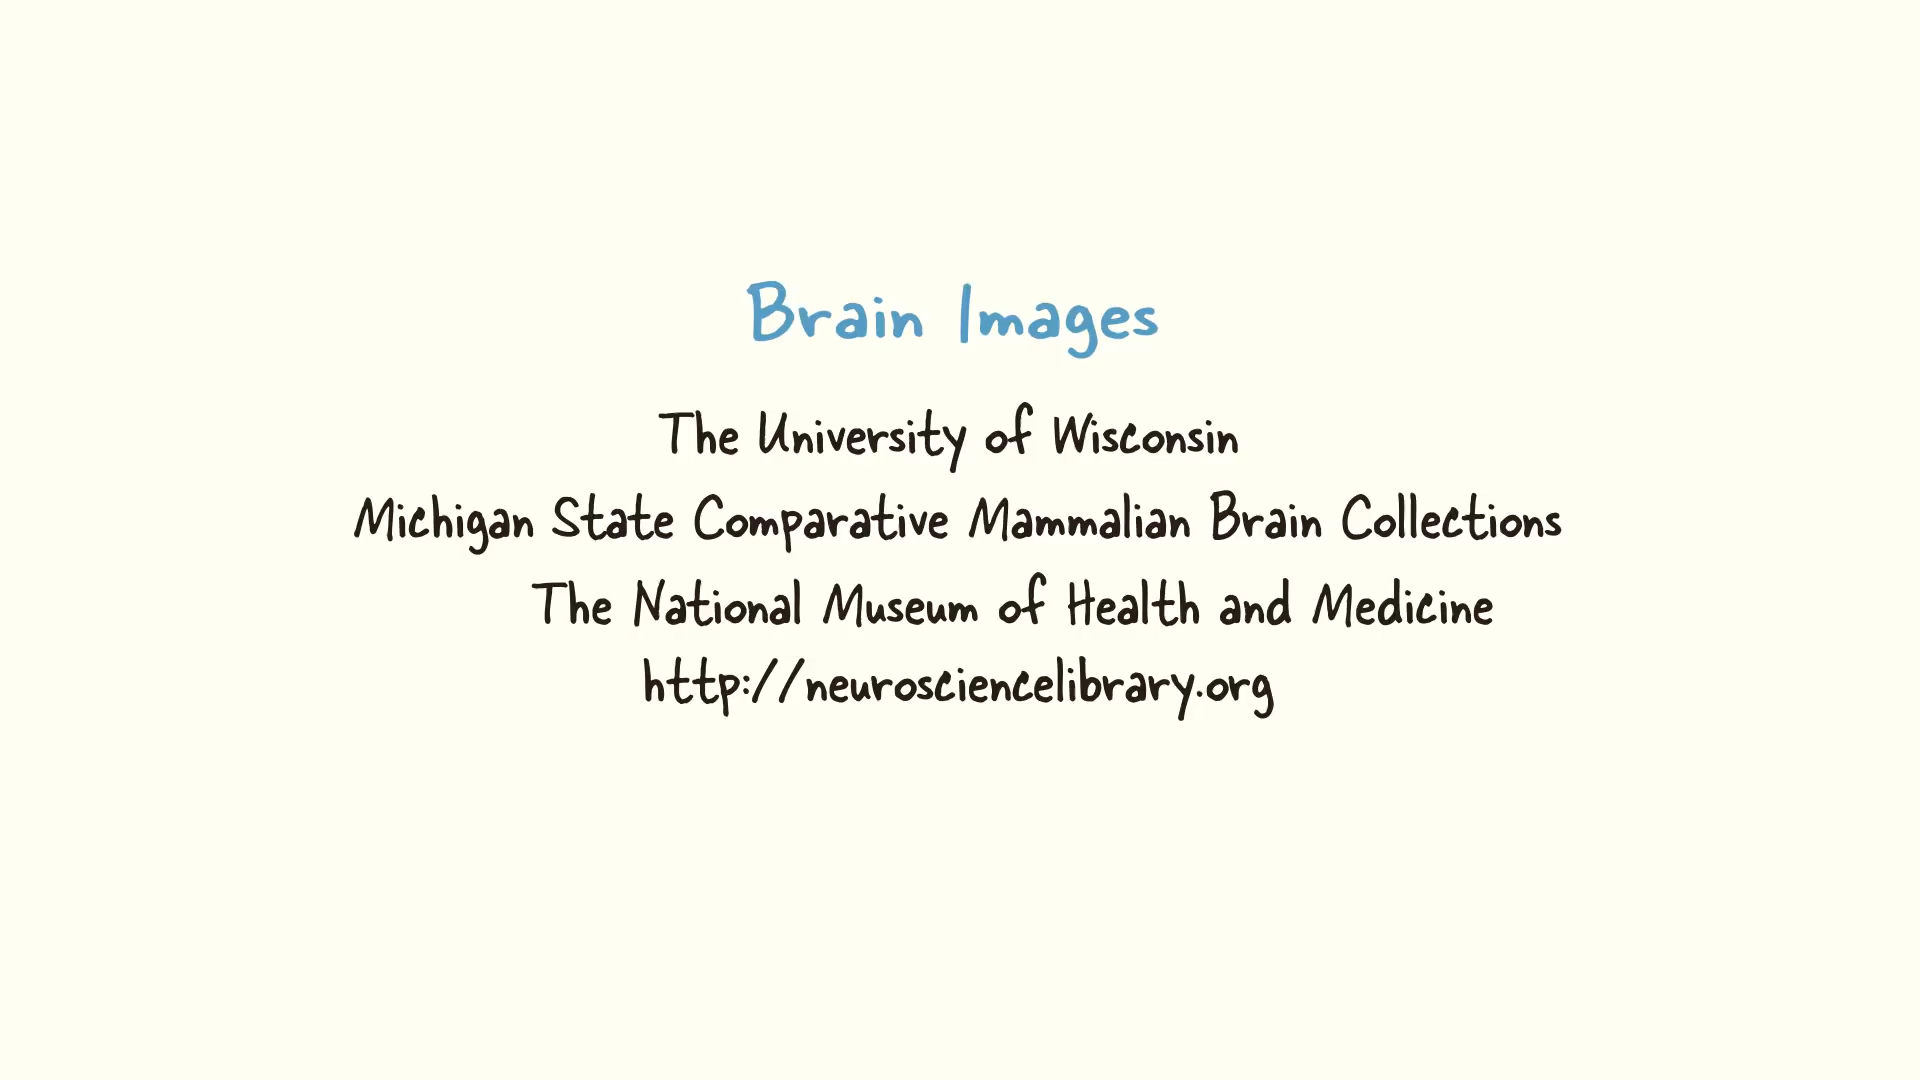 Brain Images
The University of Wisconsin
Michigan State Comparative Mammalian Brain Collections
The National Museum of Health and Medicine
http://neurosciencelibrary.org